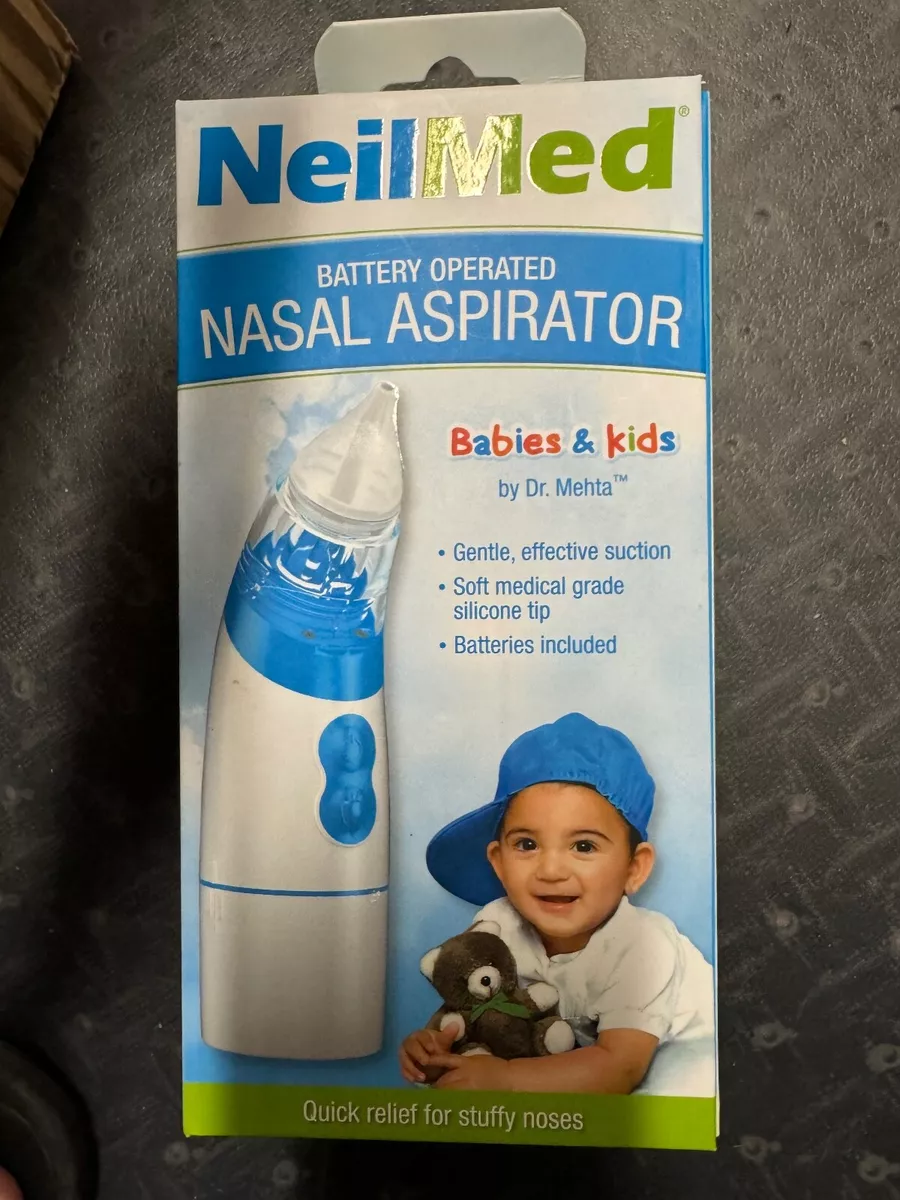 NeilMed®
BATTERY OPERATED
NASAL ASPIRATOR
Babies & kids
by Dr. Mehta™
• Gentle, effective suction
• Soft medical grade
silicone tip
• Batteries included
Quick relief for stuffy noses